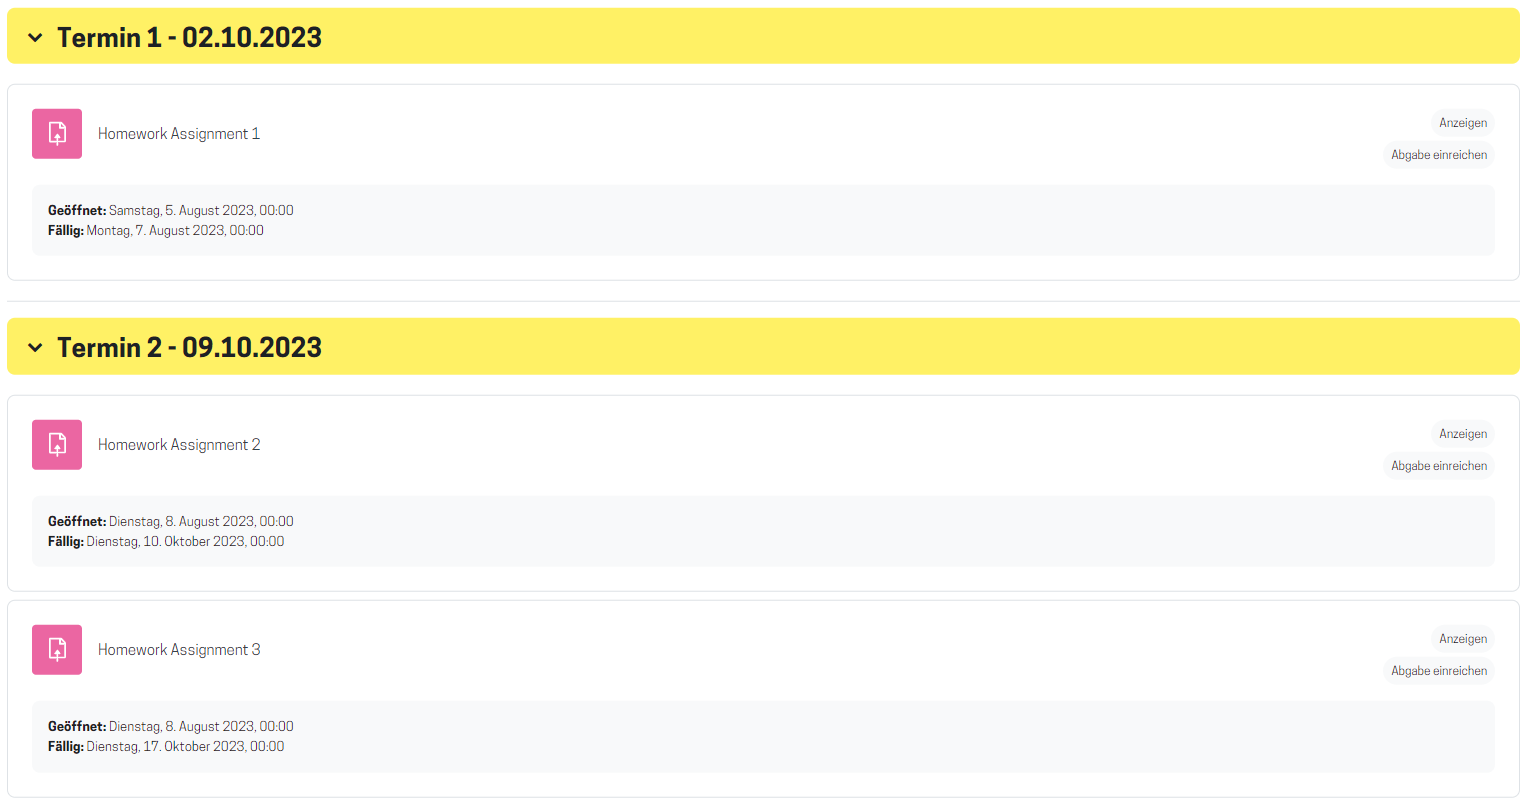 Termin 1 - 02.10.2023
Homework Assignment 1
Anzeigen
Abgabe einreichen
Geöffnet: Samstag, 5. August 2023, 00:00
Fällig: Montag, 7. August 2023, 00:00
Termin 2 - 09.10.2023
Homework Assignment 2
Anzeigen
Abgabe einreichen
Geöffnet: Dienstag, 8. August 2023, 00:00
Fällig: Dienstag, 10. Oktober 2023, 00:00
Homework Assignment 3
Anzeigen
Abgabe einreichen
Geöffnet: Dienstag, 8. August 2023, 00:00
Fällig: Dienstag, 17. Oktober 2023, 00:00